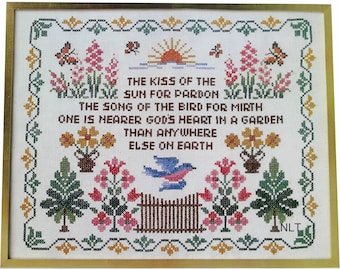 THE KISS OF THE
SUN FOR PARDON
THE SONG OF THE BIRD FOR MIRTH
ONE IS NEARER GOD'S HEART IN A GARDEN
THAN ANYWHERE
ELSE ON EARTH
NLT